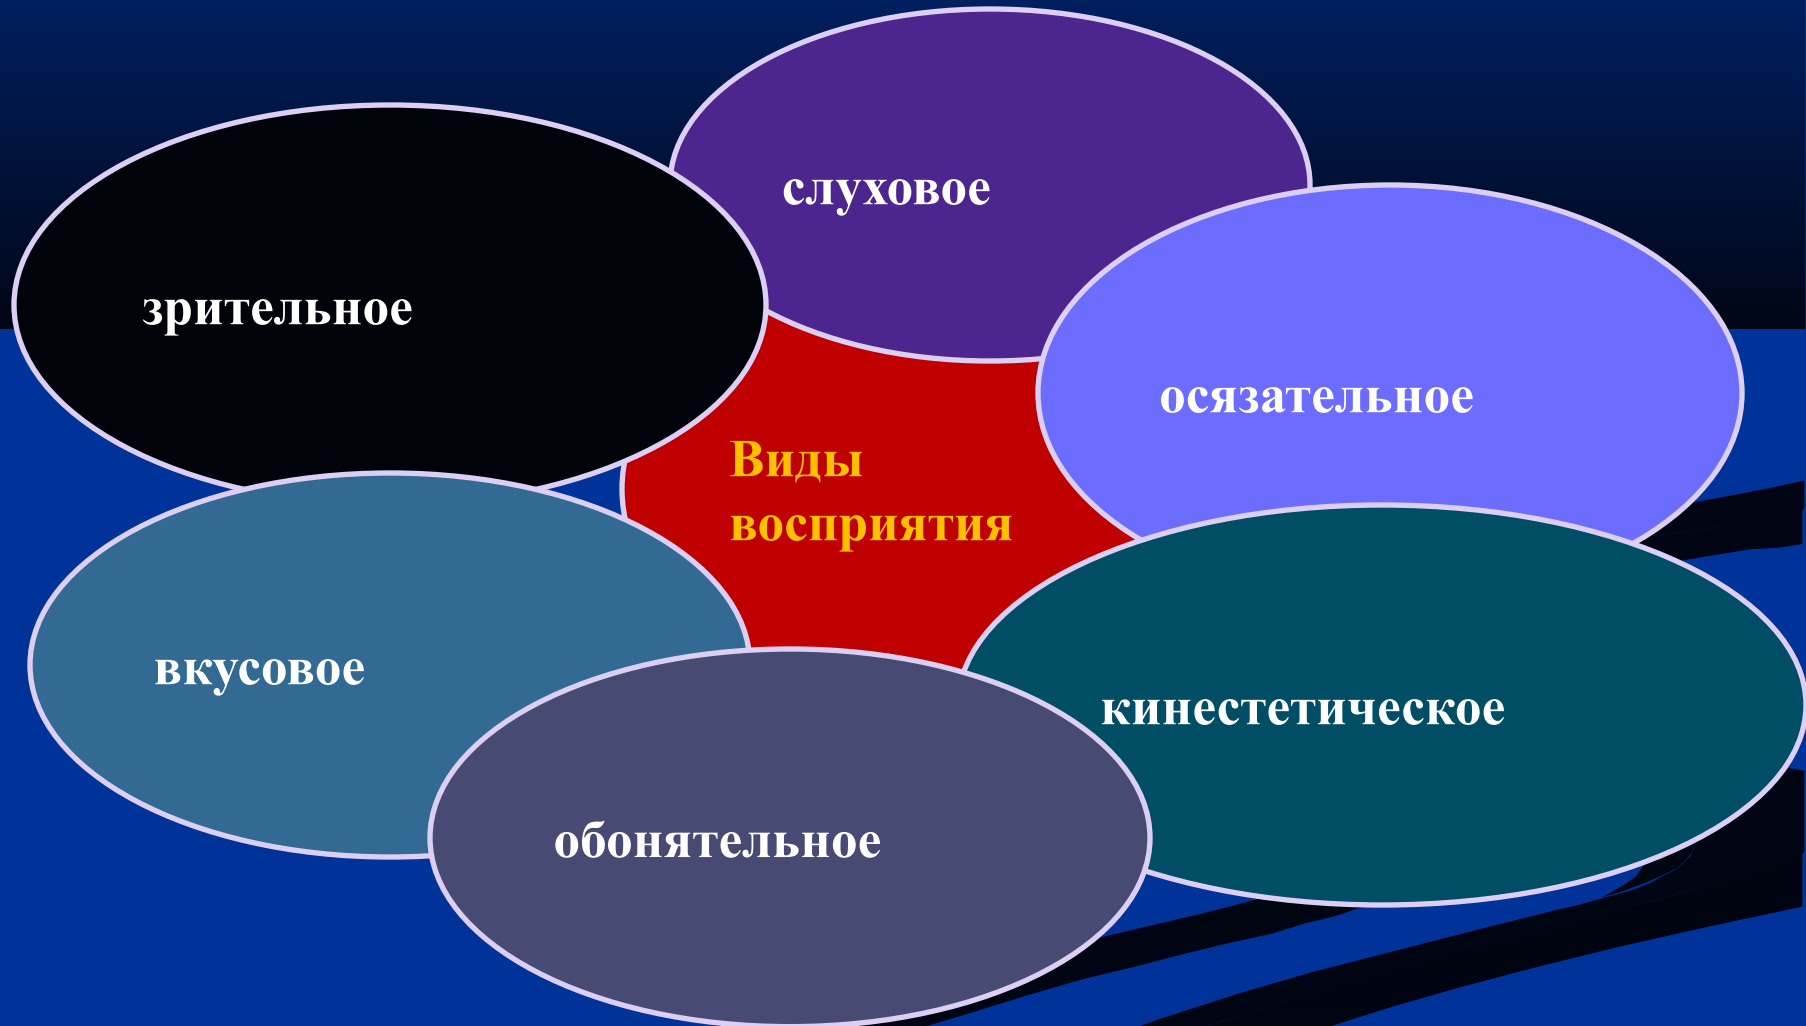 слуховое
зрительное
осязательное
Виды
восприятия
вкусовое
кинестетическое
обонятельное